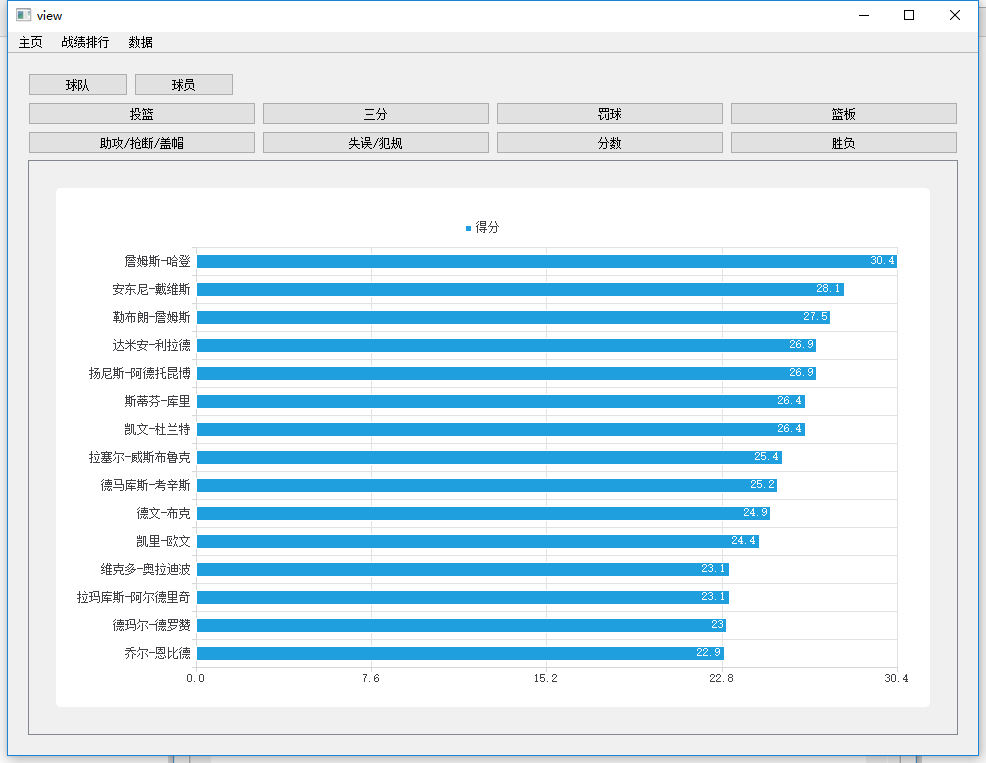 view
主页 战绩排行 数据
球队 球员
投篮 三分 罚球 篮板
助攻/抢断/盖帽 失误/犯规 分数 胜负
得分
詹姆斯-哈登 30.4
安东尼-戴维斯 28.1
勒布朗-詹姆斯 27.5
达米安-利拉德 26.9
扬尼斯-阿德托昆博 26.9
斯蒂芬-库里 26.4
凯文-杜兰特 26.4
拉塞尔-威斯布鲁克 25.4
德马库斯-考辛斯 25.2
德文-布克 24.9
凯里-欧文 24.4
维克多-奥拉迪波 23.1
拉玛库斯-阿尔德里奇 23.1
德玛尔-德罗赞 23
乔尔-恩比德 22.9
0.0 7.6 15.2 22.8 30.4